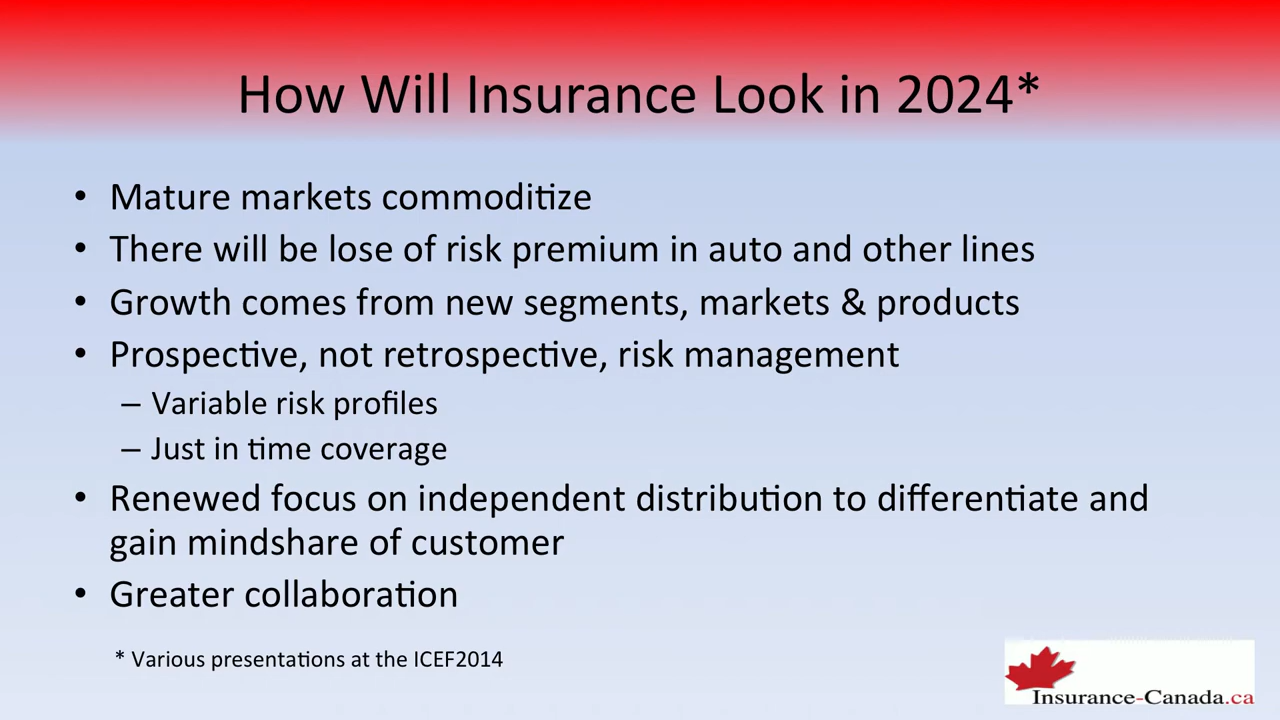 How Will Insurance Look in 2024*
• Mature markets commoditize
• There will be lose of risk premium in auto and other lines
• Growth comes from new segments, markets & products
• Prospective, not retrospective, risk management
– Variable risk profiles
– Just in time coverage
• Renewed focus on independent distribution to differentiate and
gain mindshare of customer
• Greater collaboration
* Various presentations at the ICEF2014
Insurance-Canada.ca